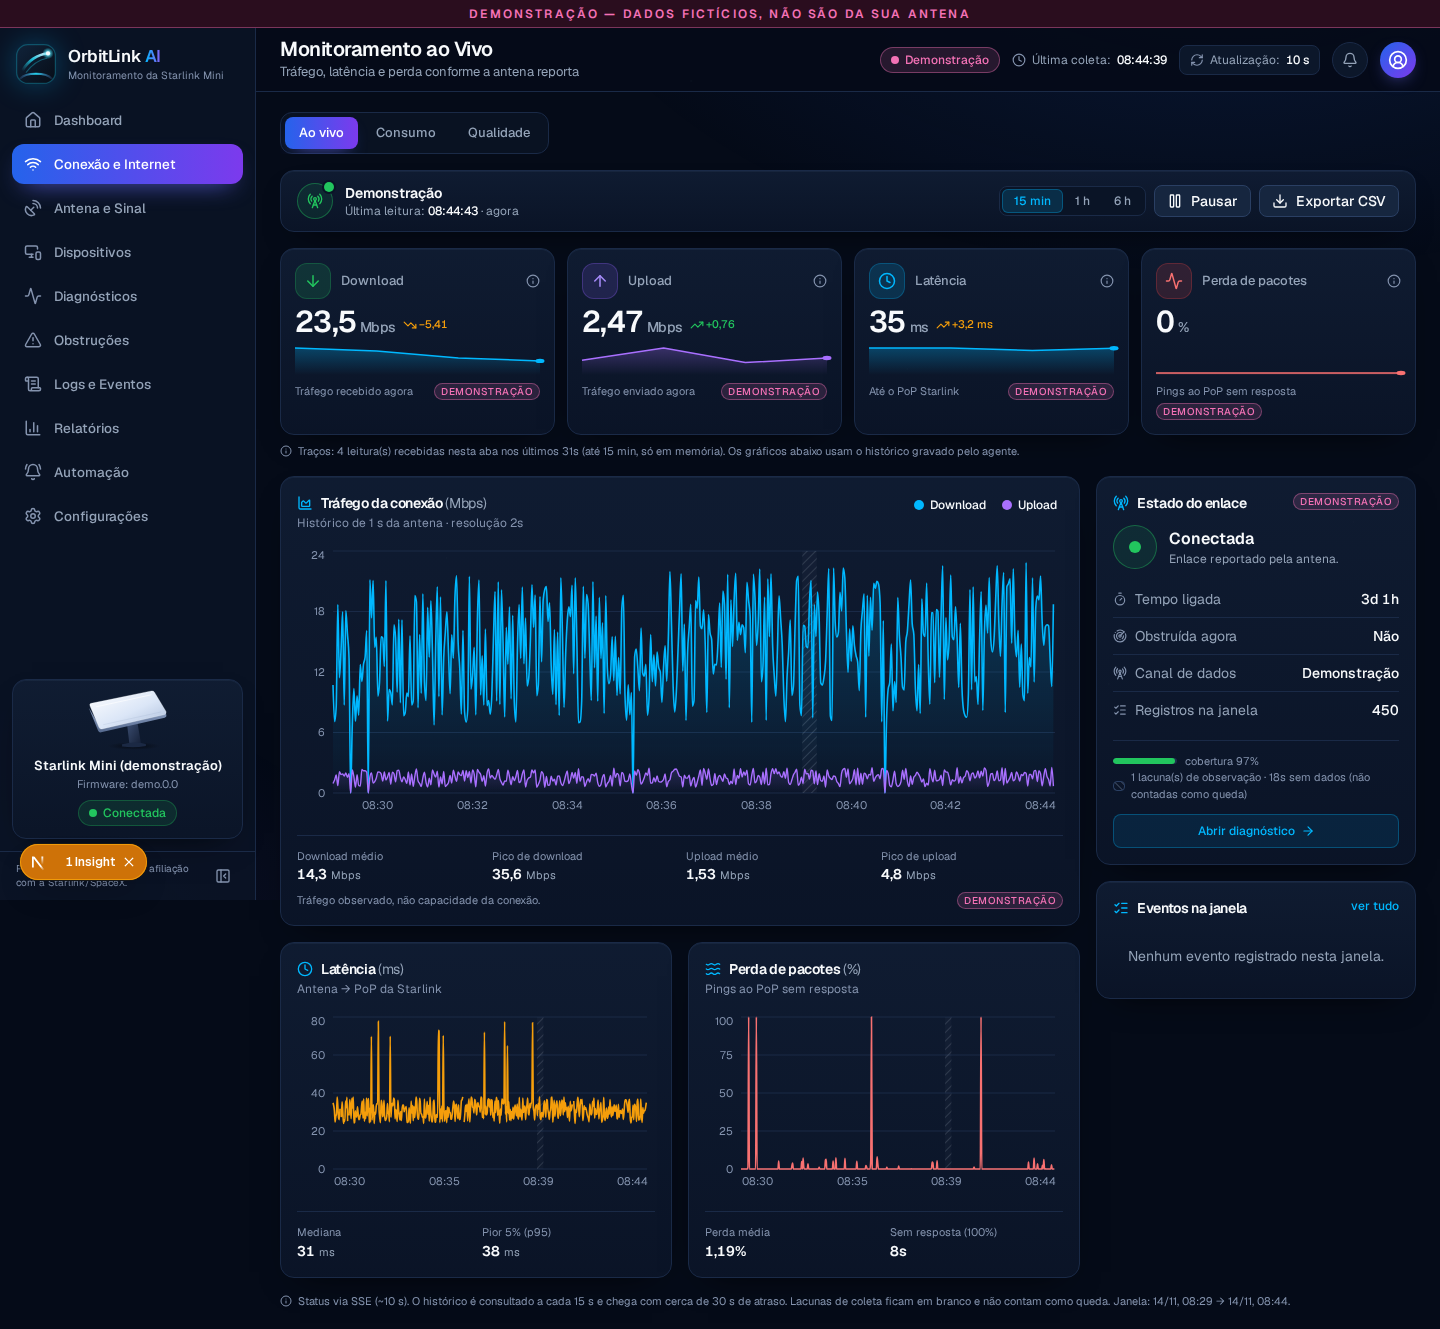 DEMONSTRAÇÃO — DADOS FICTÍCIOS, NÃO SÃO DA SUA ANTENA
OrbitLink AI
Monitoramento da Starlink Mini
Dashboard
Conexão e Internet
Antena e Sinal
Dispositivos
Diagnósticos
Obstruções
Logs e Eventos
Relatórios
Automação
Configurações
Starlink Mini (demonstração)
Firmware: demo.0.0
Conectada
1 Insight
afiliação
com a Starlink/SpaceX.
Monitoramento ao Vivo
Tráfego, latência e perda conforme a antena reporta
Demonstração
Última coleta: 08:44:39
Atualização: 10 s
Ao vivo
Consumo
Qualidade
Demonstração
Última leitura: 08:44:43 · agora
15 min
1 h
6 h
Pausar
Exportar CSV
Download
23,5 Mbps −5,41
Tráfego recebido agora
DEMONSTRAÇÃO
Upload
2,47 Mbps +0,76
Tráfego enviado agora
DEMONSTRAÇÃO
Latência
35 ms +3,2 ms
Até o PoP Starlink
DEMONSTRAÇÃO
Perda de pacotes
0 %
Pings ao PoP sem resposta
DEMONSTRAÇÃO
Traços: 4 leitura(s) recebidas nesta aba nos últimos 31s (até 15 min, só em memória). Os gráficos abaixo usam o histórico gravado pelo agente.
Tráfego da conexão (Mbps)
Histórico de 1 s da antena · resolução 2s
Download
Upload
24
18
12
6
0
08:30
08:32
08:34
08:36
08:38
08:40
08:42
08:44
Download médio
14,3 Mbps
Pico de download
35,6 Mbps
Upload médio
1,53 Mbps
Pico de upload
4,8 Mbps
Tráfego observado, não capacidade da conexão.
DEMONSTRAÇÃO
Estado do enlace
DEMONSTRAÇÃO
Conectada
Enlace reportado pela antena.
Tempo ligada
3d 1h
Obstruída agora
Não
Canal de dados
Demonstração
Registros na janela
450
cobertura 97%
1 lacuna(s) de observação · 18s sem dados (não
contadas como queda)
Abrir diagnóstico
Eventos na janela
ver tudo
Nenhum evento registrado nesta janela.
Latência (ms)
Antena → PoP da Starlink
80
60
40
20
0
08:30
08:35
08:39
08:44
Mediana
31 ms
Pior 5% (p95)
38 ms
Perda de pacotes (%)
Pings ao PoP sem resposta
100
75
50
25
0
08:30
08:35
08:39
08:44
Perda média
1,19%
Sem resposta (100%)
8s
Status via SSE (~10 s). O histórico é consultado a cada 15 s e chega com cerca de 30 s de atraso. Lacunas de coleta ficam em branco e não contam como queda. Janela: 14/11, 08:29 → 14/11, 08:44.